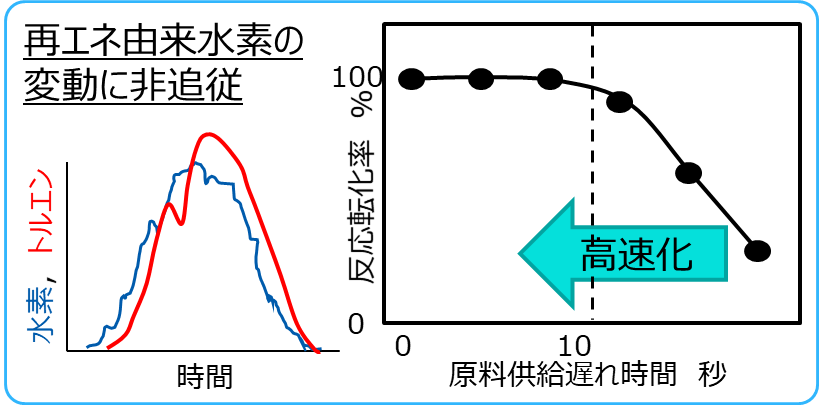 再エネ由来水素の
変動に非追従
水素, トルエン
時間
反応転化率 %
100
0
高速化
0 10
原料供給遅れ時間 秒